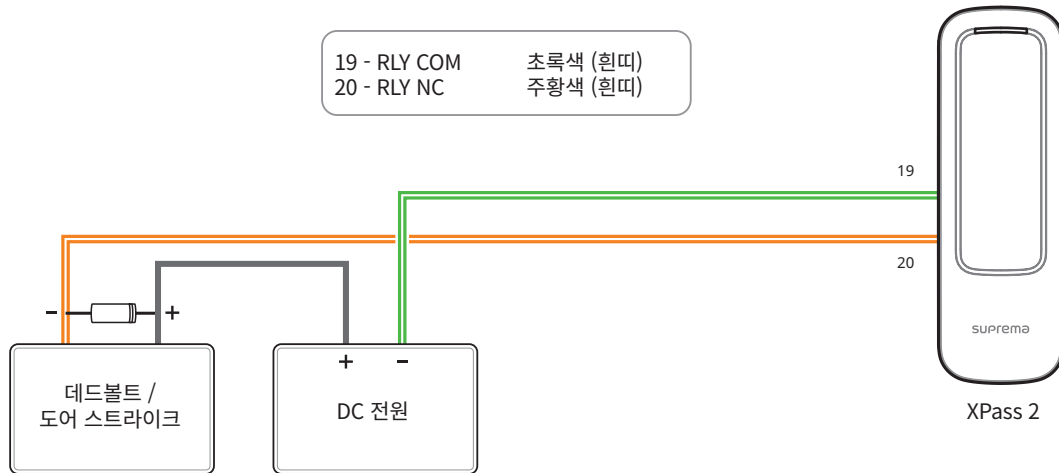 19 - RLY COM 초록색 (흰띠)
20 - RLY NC 주황색 (흰띠)
19
20
- +
+ -
데드볼트 /
도어 스트라이크
DC 전원
suprema
XPass 2